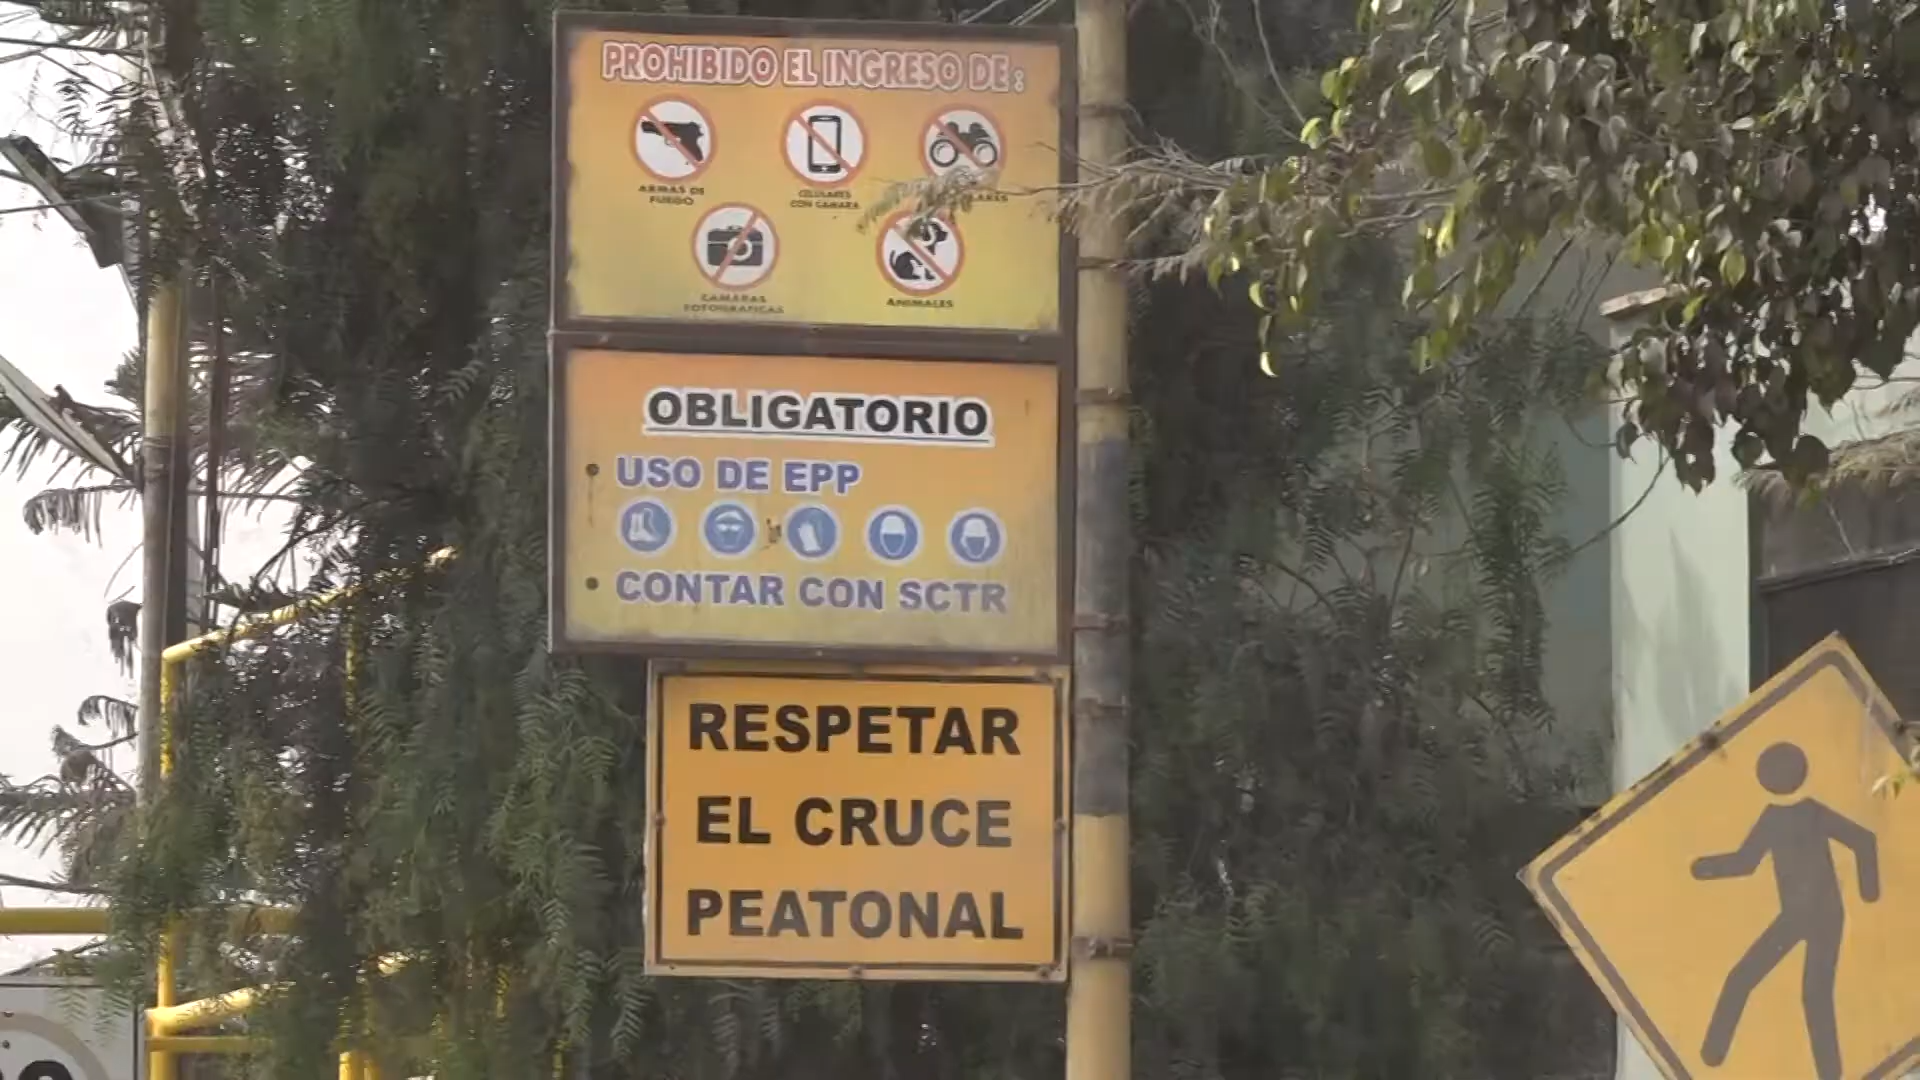 PROHIBIDO EL INGRESO DE:
ARMAS DE
FUEGO
CELULARES
CON CAMARA
CAMARAS
FOTOGRAFICAS
ANIMALES
OBLIGATORIO
• USO DE EPP
• CONTAR CON SCTR
RESPETAR
EL CRUCE
PEATONAL